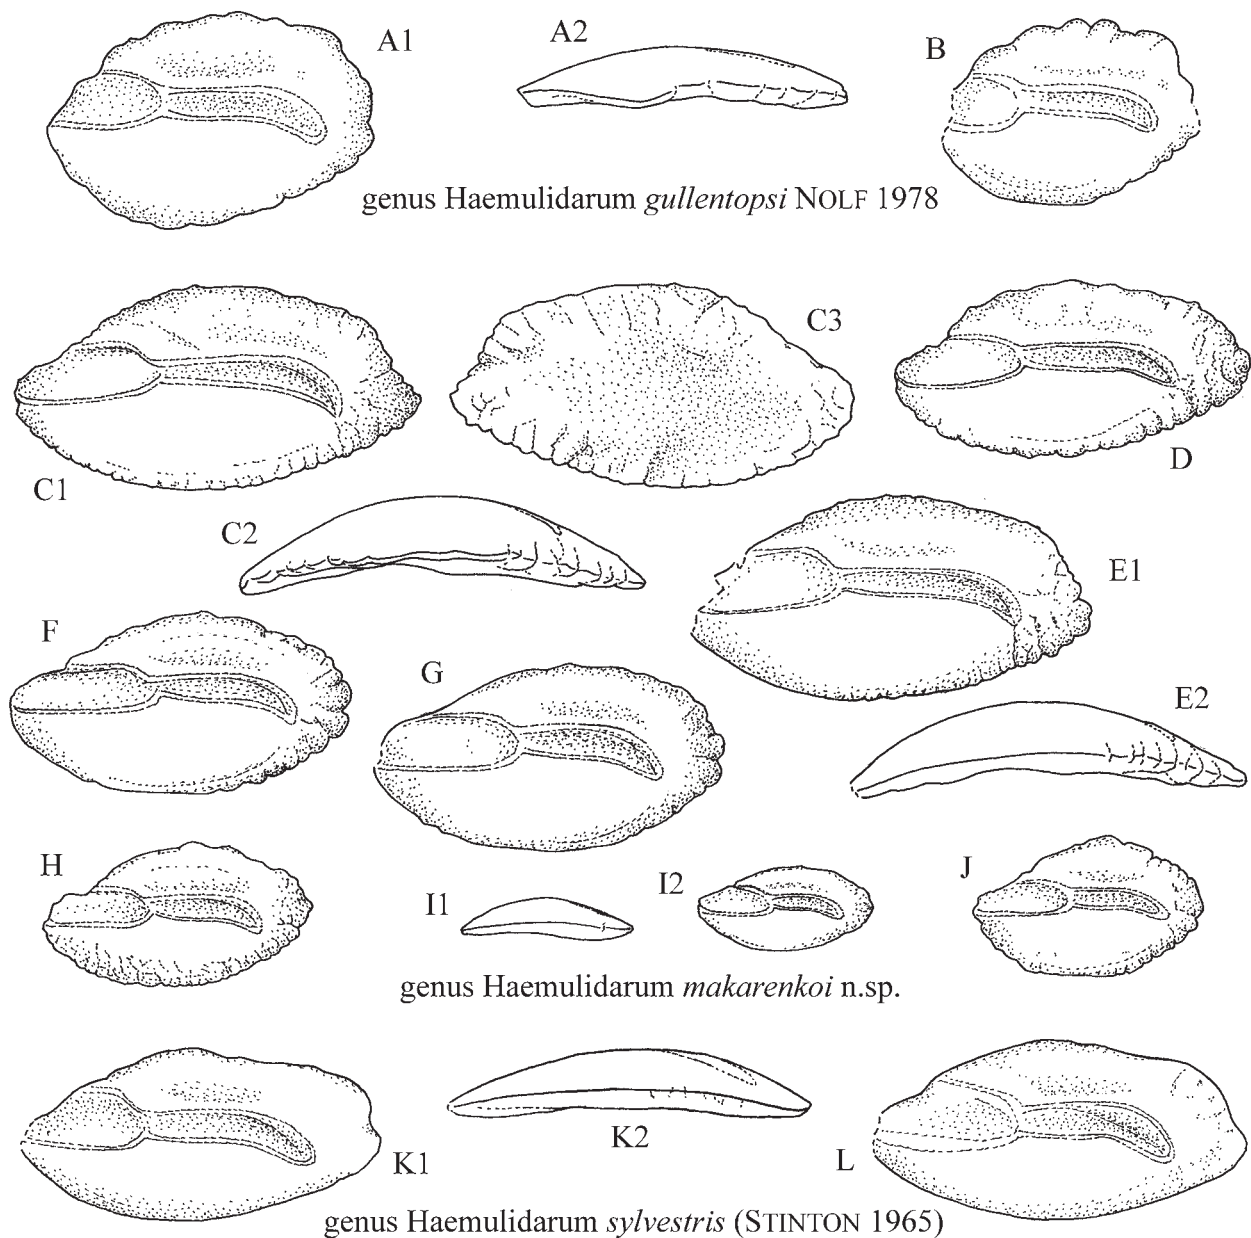 A1
A2
B
genus Haemulidarum gullentopsi NOLF 1978
C1
C3
D
C2
E1
F
G
E2
H
I1
I2
J
genus Haemulidarum makarenkoi n.sp.
K1
K2
L
genus Haemulidarum sylvestris (STINTON 1965)